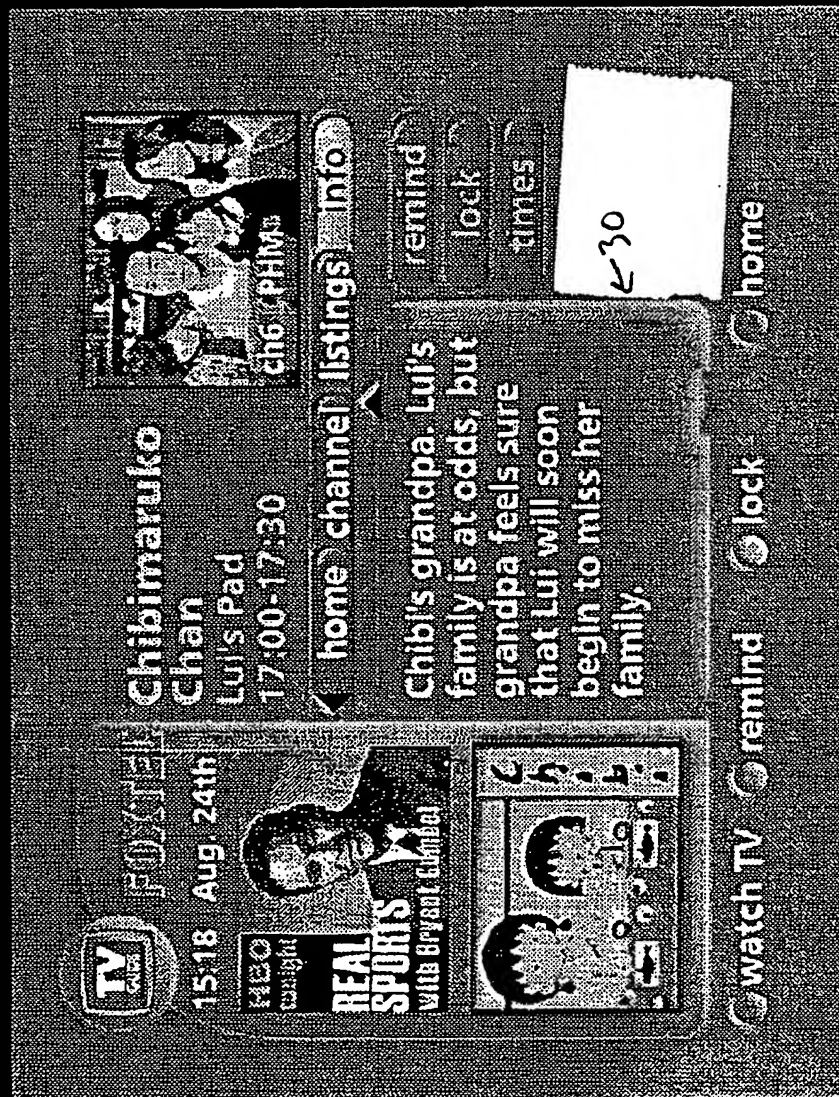 TV
GUIDE
FOXTEL
15:18 Aug. 24th
HBO
tonight
REAL
SPORTS
With Bryant Gumbel
Chibimaruko
Chan
Lui's Pad
17:00-17:30
ch6 CPHM
home channel listings info
Chibi's grandpa. Lui's
family is at odds, but
grandpa feels sure
that Lui will soon
begin to miss her
family.
remind
lock
times
←30
watch TV remind lock home